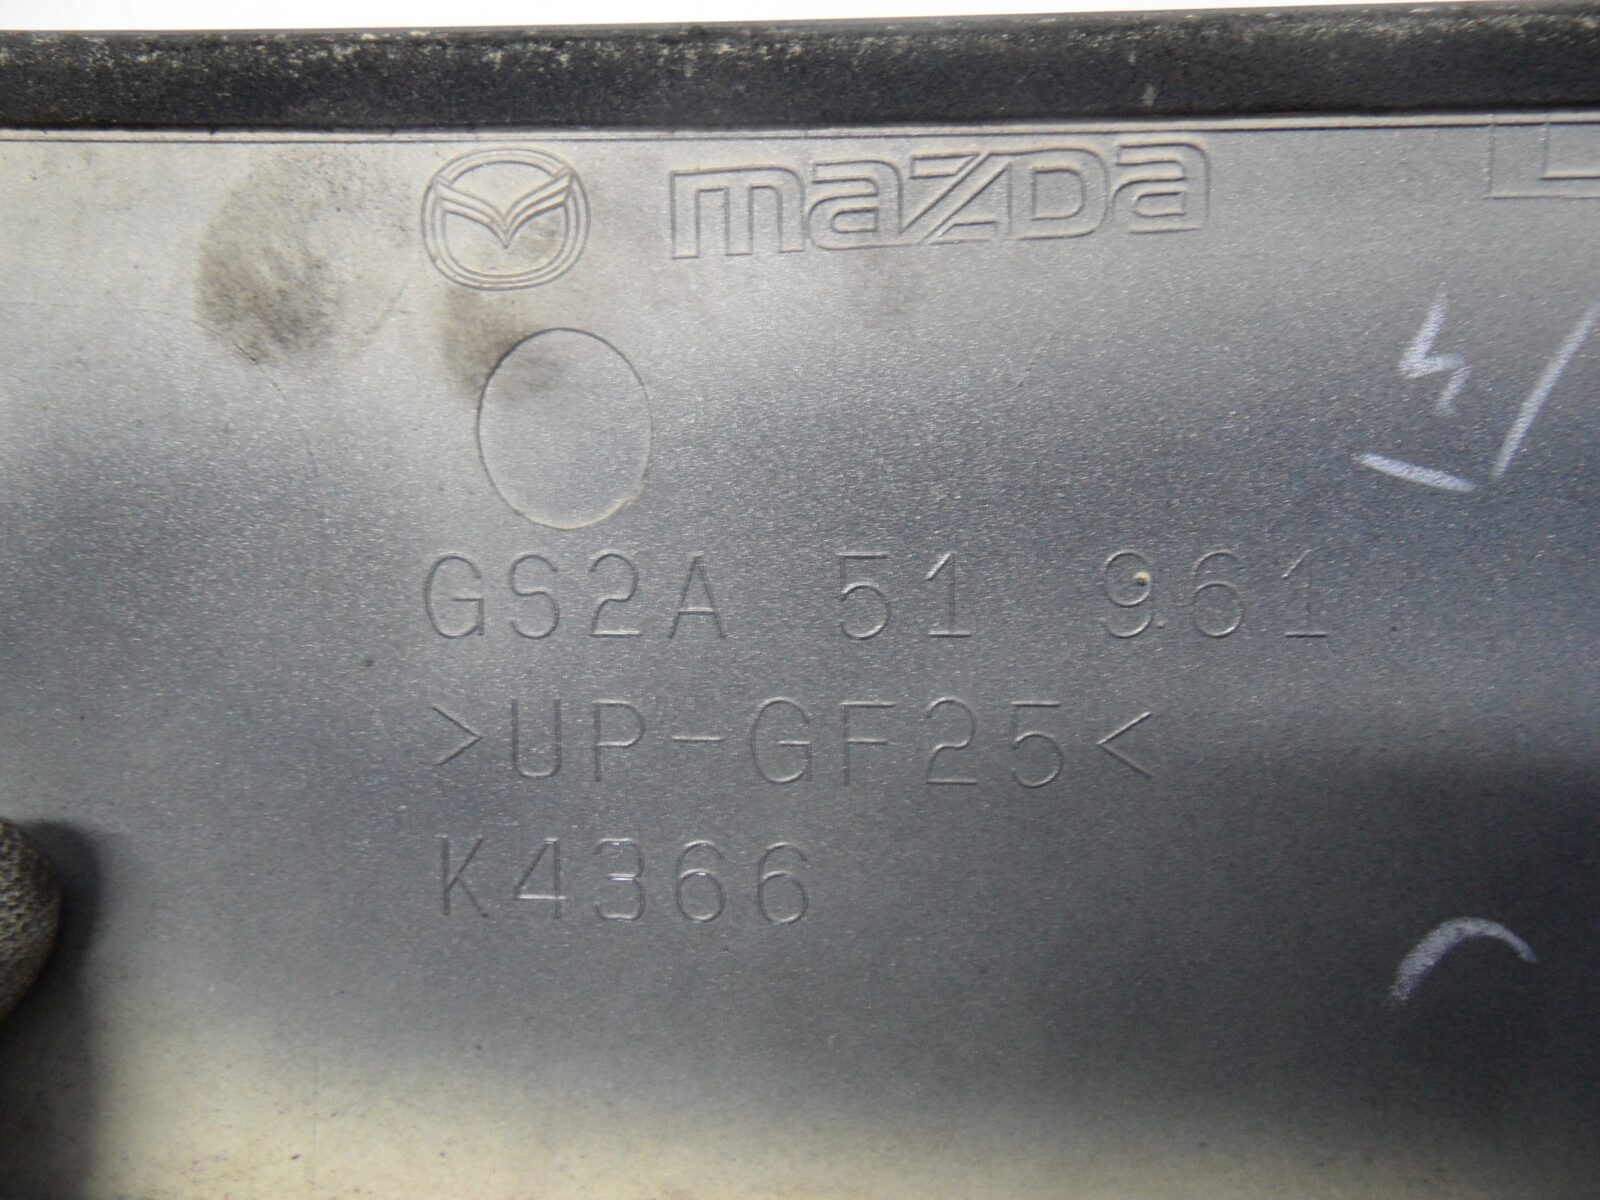 mazda
GS2A 51 961
>UP-GF25<
K4366